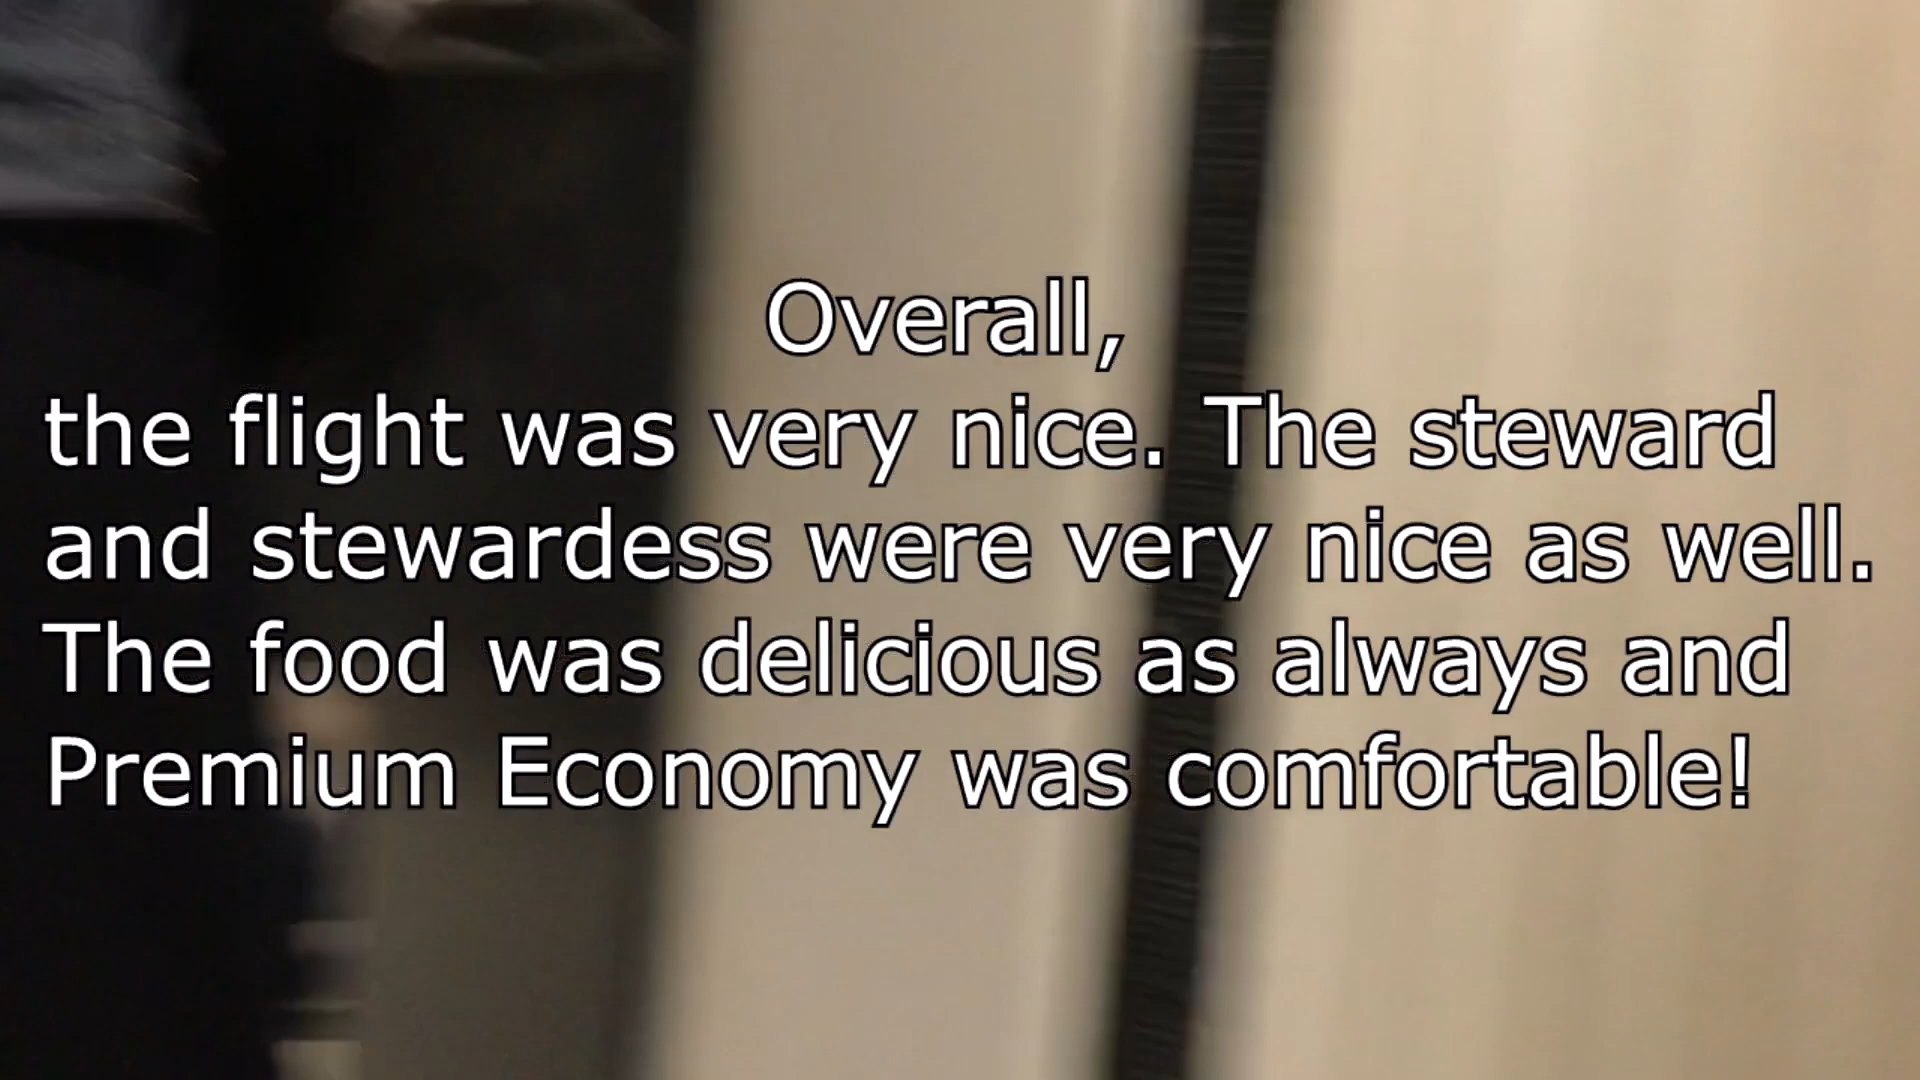 Overall,
the flight was very nice. The steward
and stewardess were very nice as well.
The food was delicious as always and
Premium Economy was comfortable!